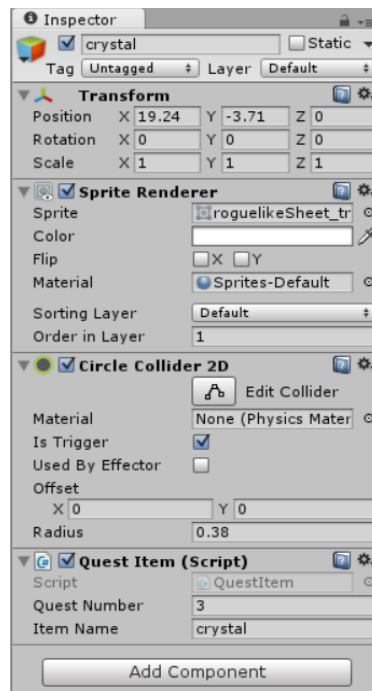 Inspector
crystal Static
Tag Untagged Layer Default
Transform
Position X 19.24 Y -3.71 Z 0
Rotation X 0 Y 0 Z 0
Scale X 1 Y 1 Z 1
Sprite Renderer
Sprite roguelikeSheet_tr
Color
Flip X Y
Material Sprites-Default
Sorting Layer Default
Order in Layer 1
Circle Collider 2D
Edit Collider
Material None (Physics Mater
Is Trigger
Used By Effector
Offset
X 0 Y 0
Radius 0.38
Quest Item (Script)
Script QuestItem
Quest Number 3
Item Name crystal
Add Component